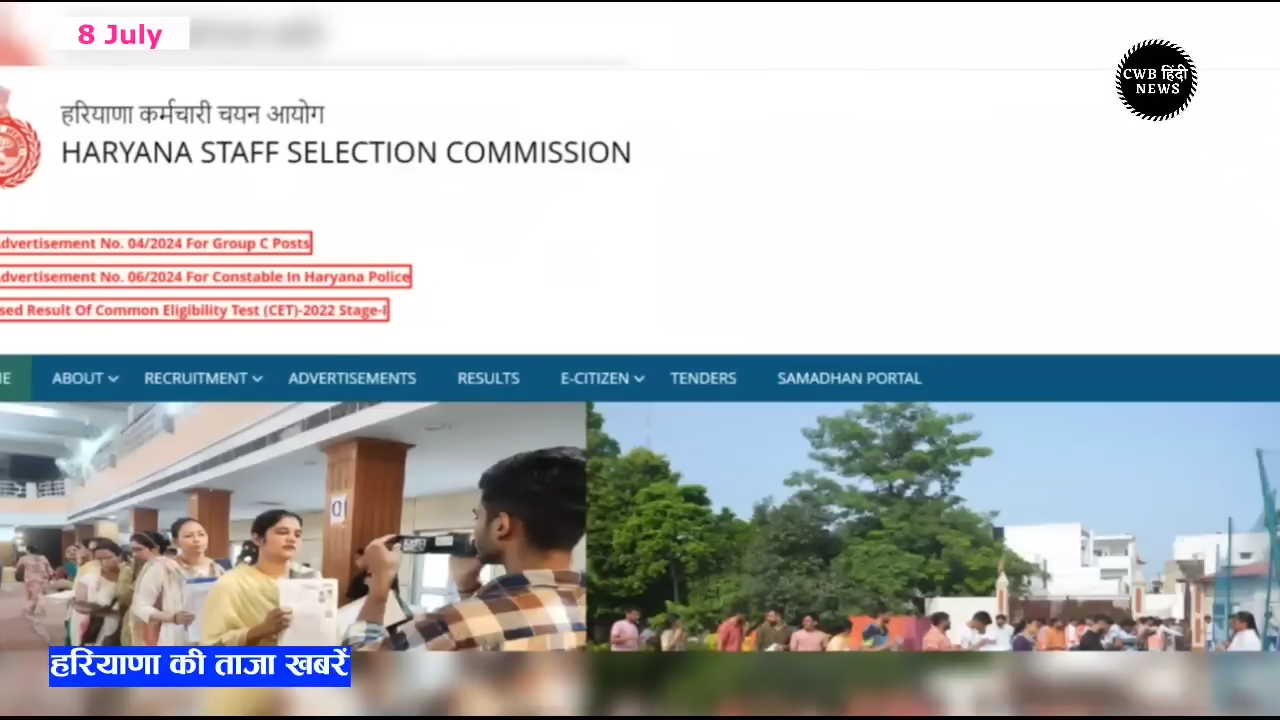 8 July
CWB हिंदी
NEWS
हरियाणा कर्मचारी चयन आयोग
HARYANA STAFF SELECTION COMMISSION
dvertisement No. 04/2024 For Group C Posts
dvertisement No. 06/2024 For Constable In Haryana Police
sed Result Of Common Eligibility Test (CET)-2022 Stage-I
ME ABOUT RECRUITMENT ADVERTISEMENTS RESULTS E-CITIZEN TENDERS SAMADHAN PORTAL
01
हरियाणा की ताजा खबरें